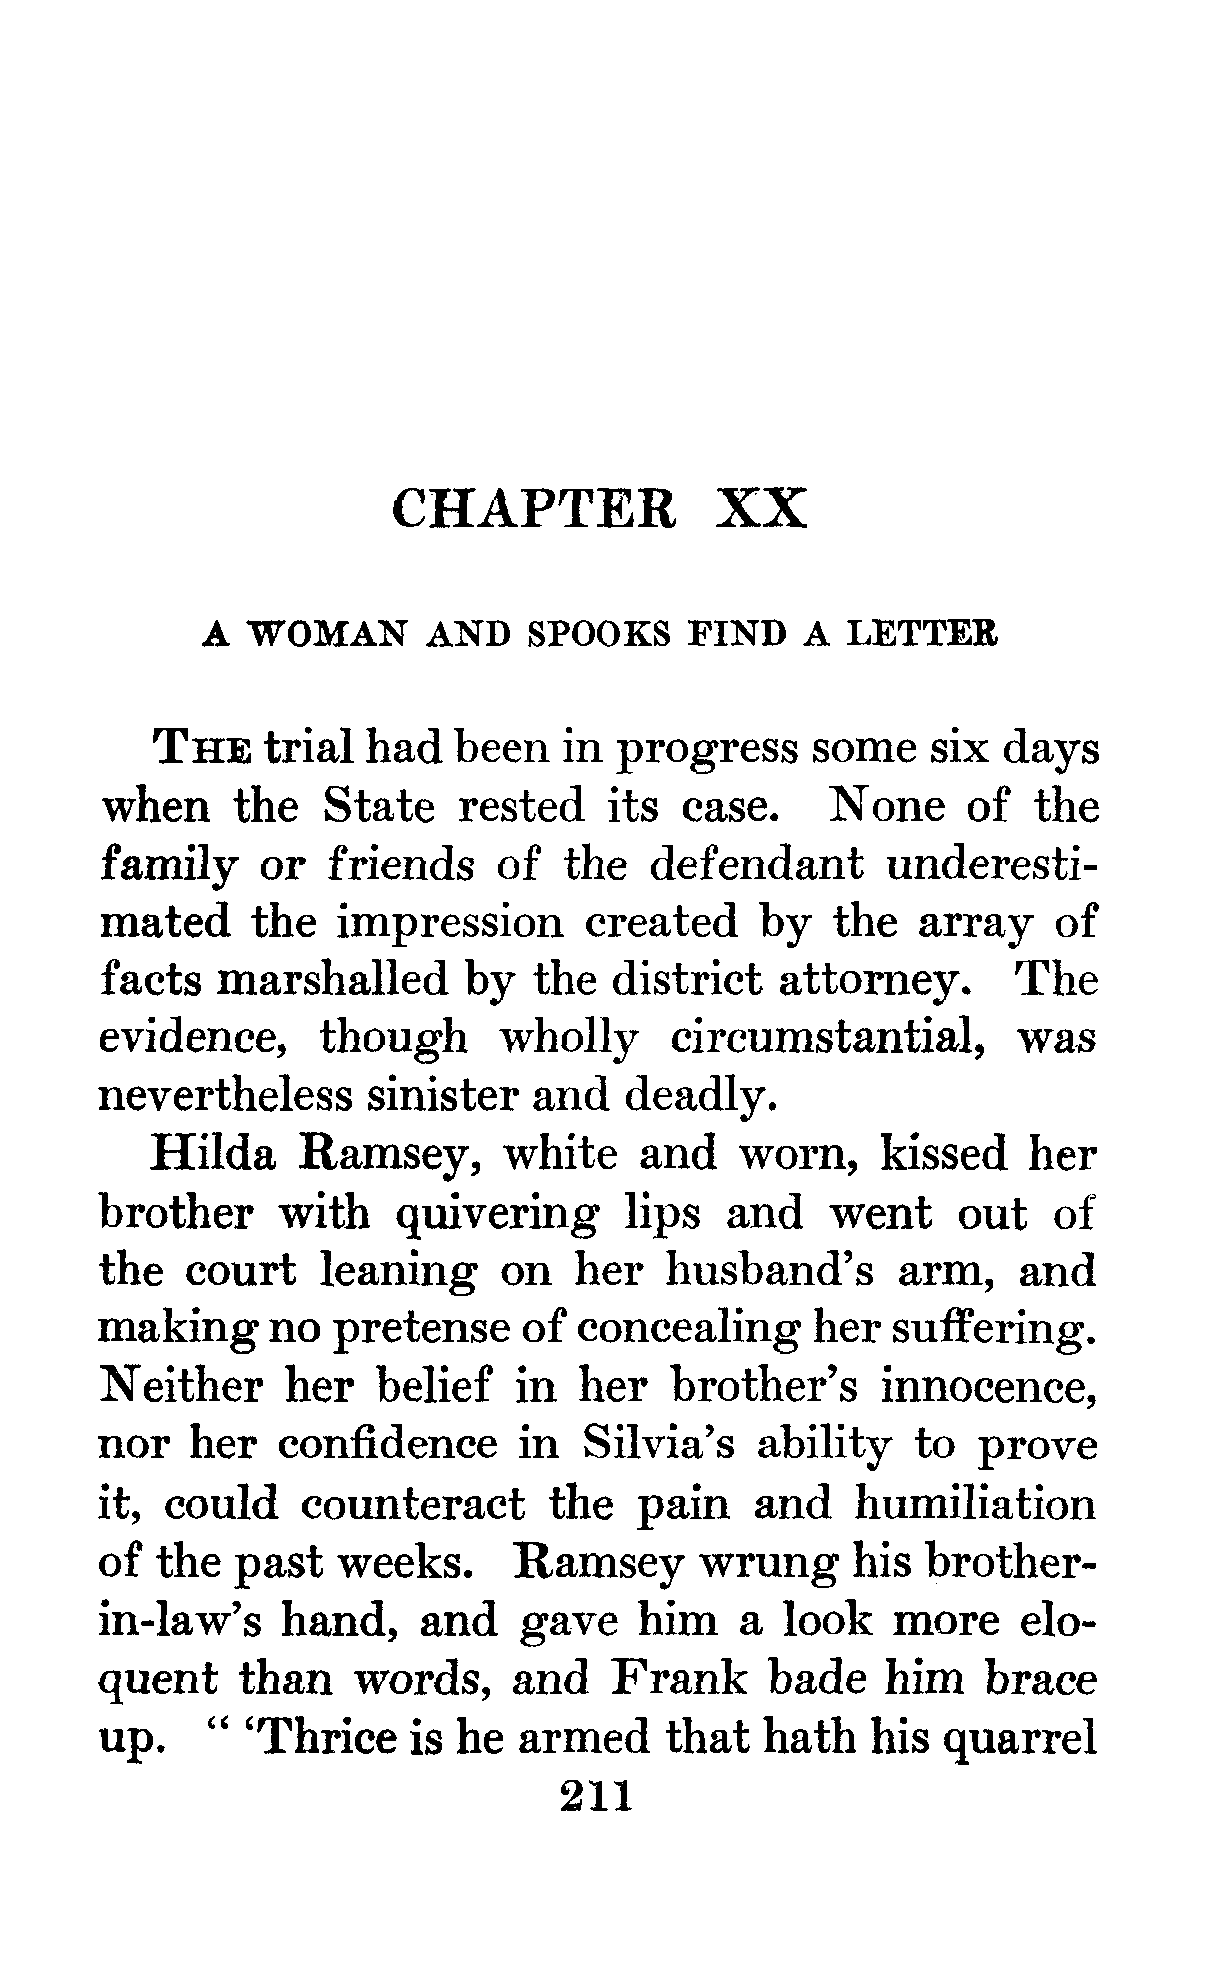 CHAPTER XX
A WOMAN AND SPOOKS FIND A LETTER
THE trial had been in progress some six days
when the State rested its case. None of the
family or friends of the defendant underesti-
mated the impression created by the array of
facts marshalled by the district attorney. The
evidence, though wholly circumstantial, was
nevertheless sinister and deadly.
Hilda Ramsey, white and worn, kissed her
brother with quivering lips and went out of
the court leaning on her husband's arm, and
making no pretense of concealing her suffering.
Neither her belief in her brother's innocence,
nor her confidence in Silvia's ability to prove
it, could counteract the pain and humiliation
of the past weeks. Ramsey wrung his brother-
in-law's hand, and gave him a look more elo-
quent than words, and Frank bade him brace
up. “ ‘Thrice is he armed that hath his quarrel
211